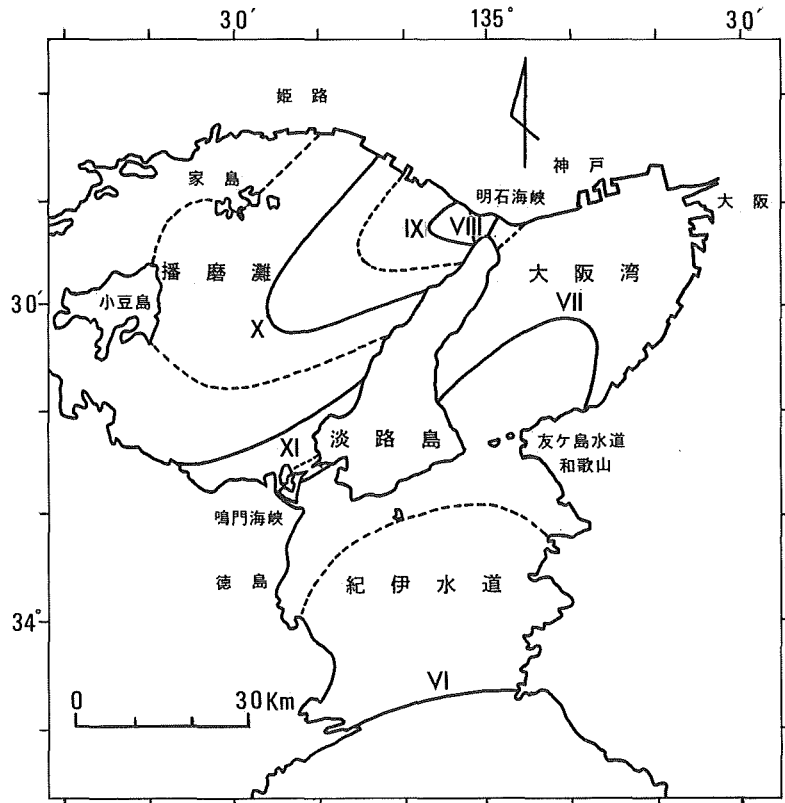 30′ 135° 30′
姫路
神戸
家島
明石海峡
大阪
IX VIII
播磨灘
大阪湾
30′
小豆島
VII
X
淡路島
XI
友ケ島水道
和歌山
鳴門海峡
徳島
紀伊水道
34°
VI
0 30Km